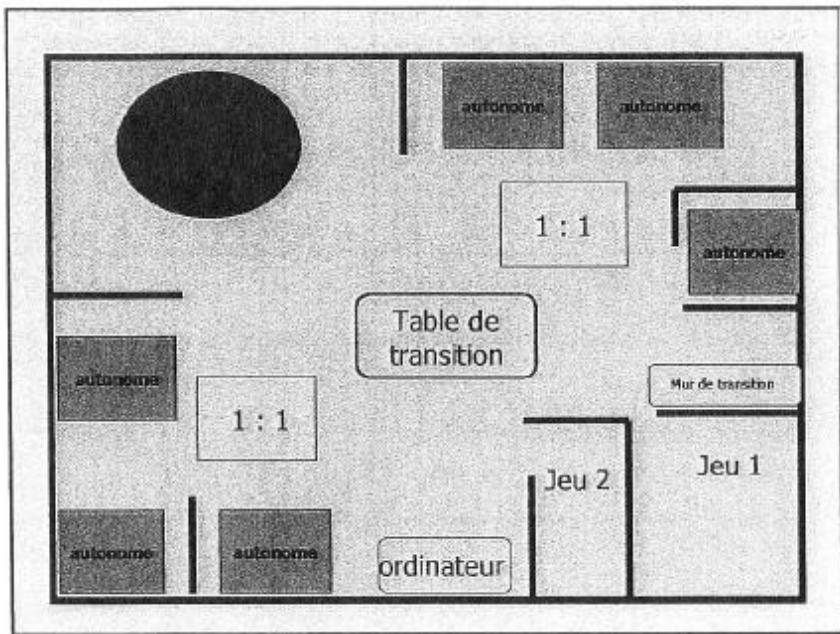 autonome
autonome
1 : 1
autonome
Table de
transition
autonome
Mur de transition
1 : 1
Jeu 1
Jeu 2
autonome
autonome
ordinateur